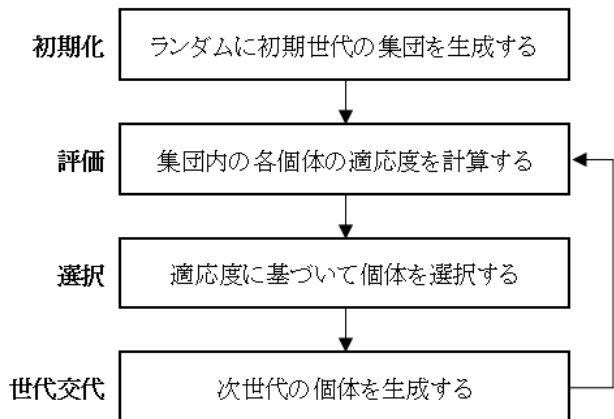 初期化
ランダムに初期世代の集団を生成する
評価
集団内の各個体の適応度を計算する
選択
適応度に基づいて個体を選択する
世代交代
次世代の個体を生成する